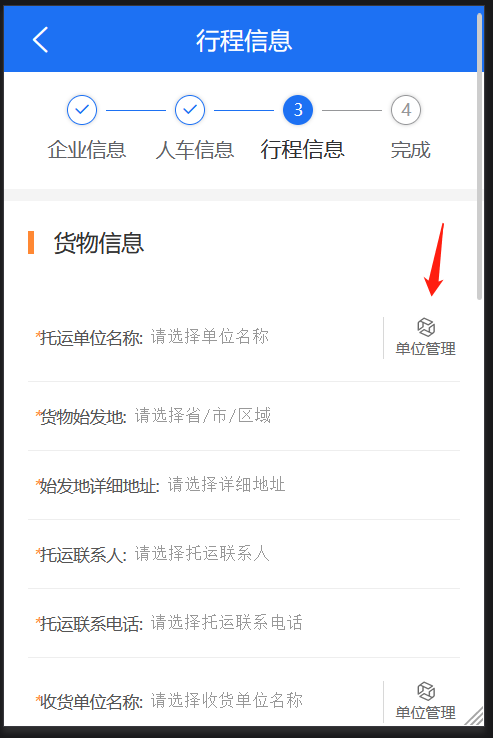 行程信息
3
4
企业信息
人车信息
行程信息
完成
货物信息
*托运单位名称: 请选择单位名称
单位管理
*货物始发地: 请选择省/市/区域
*始发地详细地址: 请选择详细地址
*托运联系人: 请选择托运联系人
*托运联系电话: 请选择托运联系电话
*收货单位名称: 请选择收货单位名称
单位管理